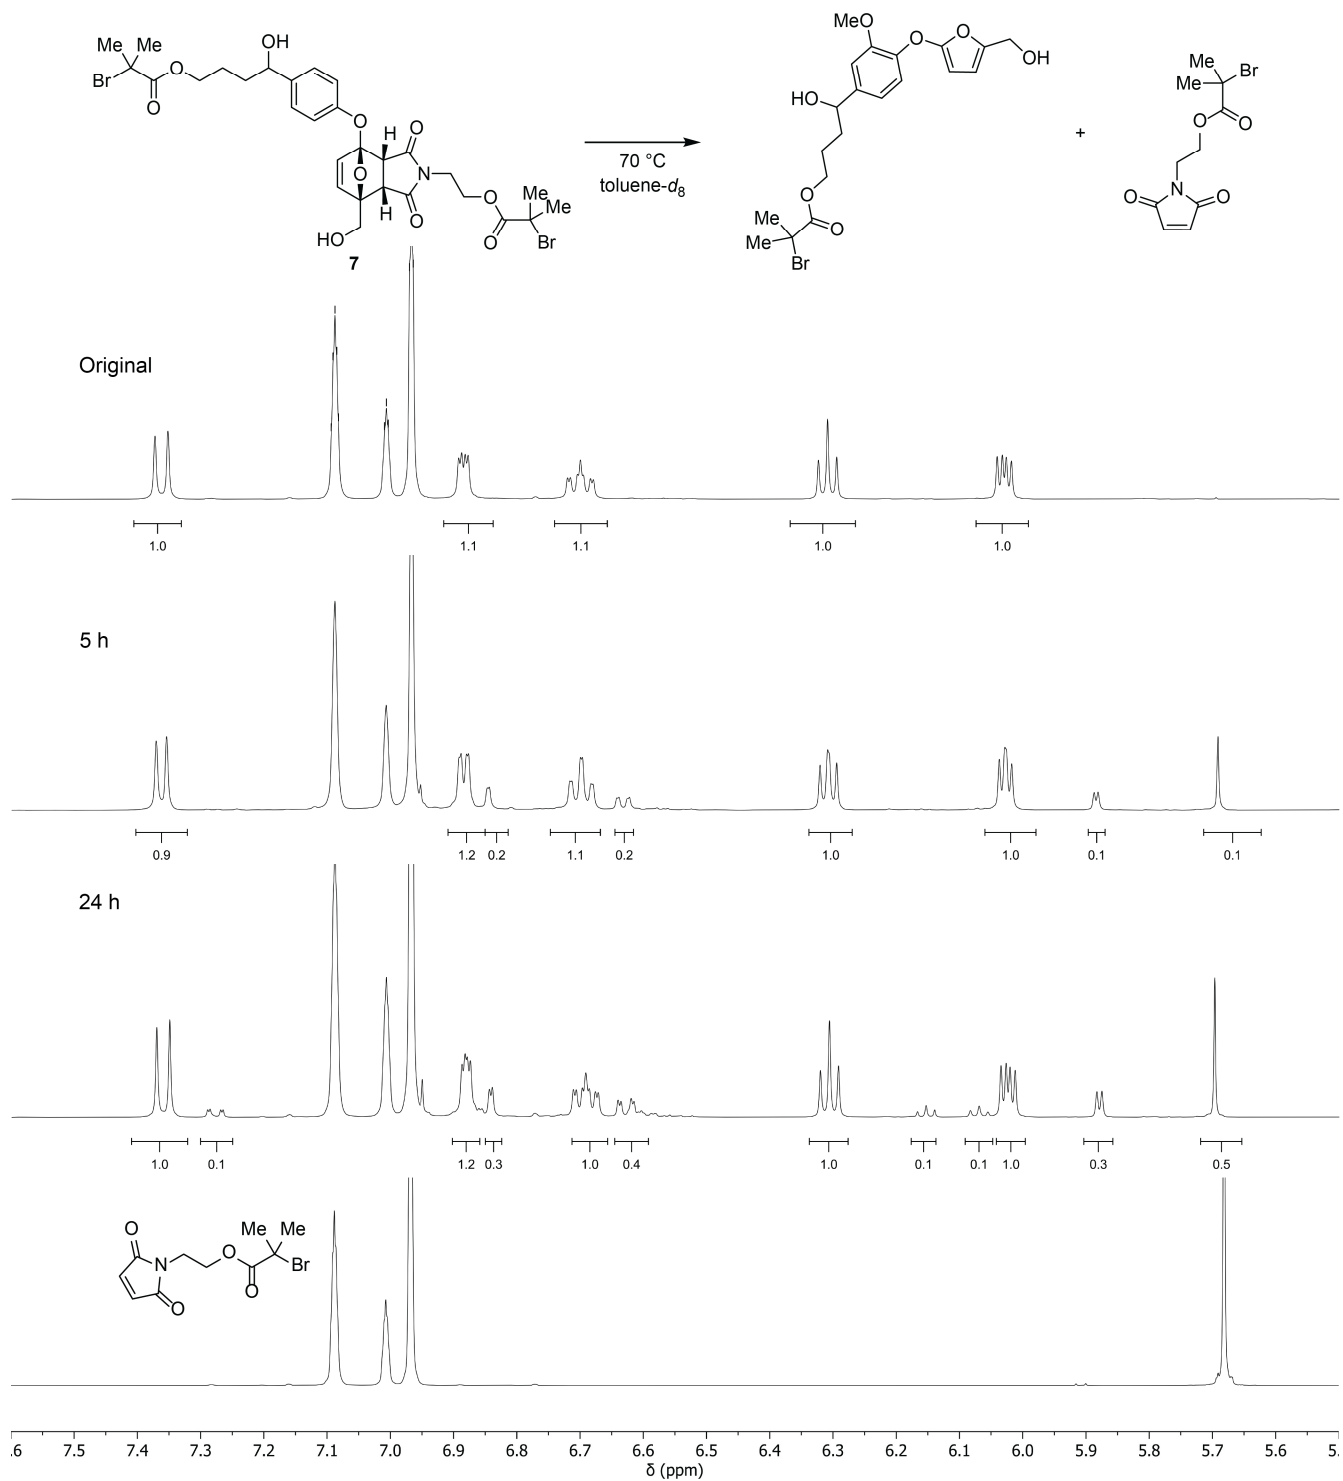 Me Me
Br
O
O
OH
O
H
O
O
N
O
H
O
O
HO
Me
Me
Br
7
70 °C
toluene-d8
MeO
O
O
OH
HO
O
O
Me
Me
Br
+
Me
Me
Br
O
O
N
O
O
Original
1.0 1.1 1.1 1.0 1.0
5 h
0.9 1.2 0.2 1.1 0.2 1.0 1.0 0.1 0.1
24 h
1.0 0.1 1.2 0.3 1.0 0.4 1.0 0.1 0.1 1.0 0.3 0.5
O
N
O
O
O
Me Me
Br
.6 7.5 7.4 7.3 7.2 7.1 7.0 6.9 6.8 6.7 6.6 6.5 6.4 6.3 6.2 6.1 6.0 5.9 5.8 5.7 5.6 5.
δ (ppm)